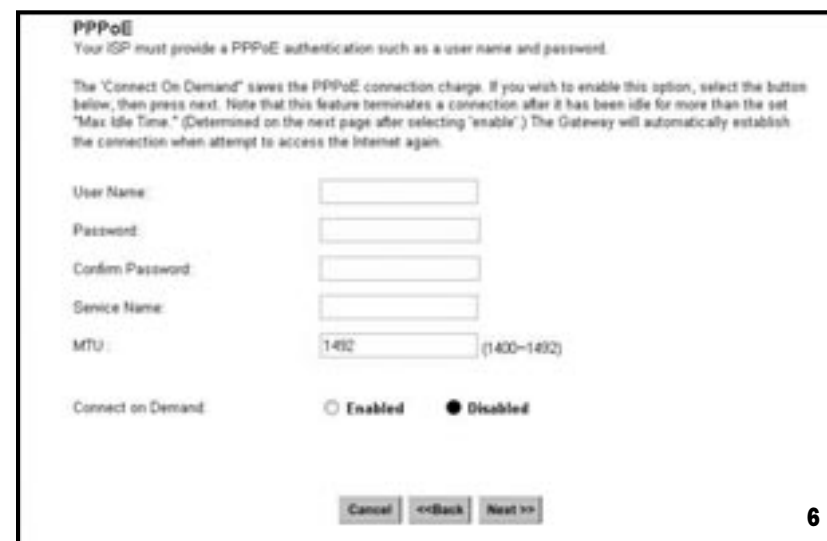 PPPoE
Your ISP must provide a PPPoE authentication such as a user name and password.
The 'Connect On Demand" saves the PPPoE connection charge. If you wish to enable this option, select the button
below, then press next. Note that this feature terminates a connection after it has been idle for more than the set
"Max Idle Time." (Determined on the next page after selecting 'enable'.) The Gateway will automatically establish
the connection when attempt to access the Internet again.
User Name:
Password:
Confirm Password:
Service Name:
MTU : 1492 (1400~1492)
Connect on Demand: Enabled Disabled
Cancel <<Back Next >>
6